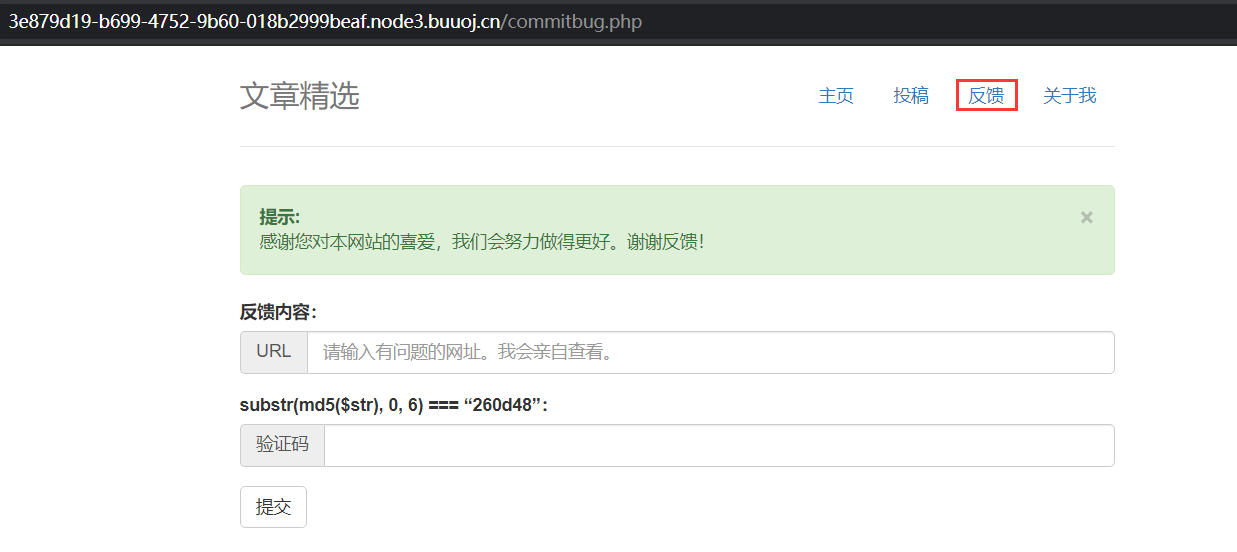 3e879d19-b699-4752-9b60-018b2999beaf.node3.buuoj.cn/commitbug.php
文章精选 主页 投稿 反馈 关于我
提示: ×
感谢您对本网站的喜爱，我们会努力做得更好。谢谢反馈！
反馈内容：
URL 请输入有问题的网址。我会亲自查看。
substr(md5($str), 0, 6) === “260d48”：
验证码
提交